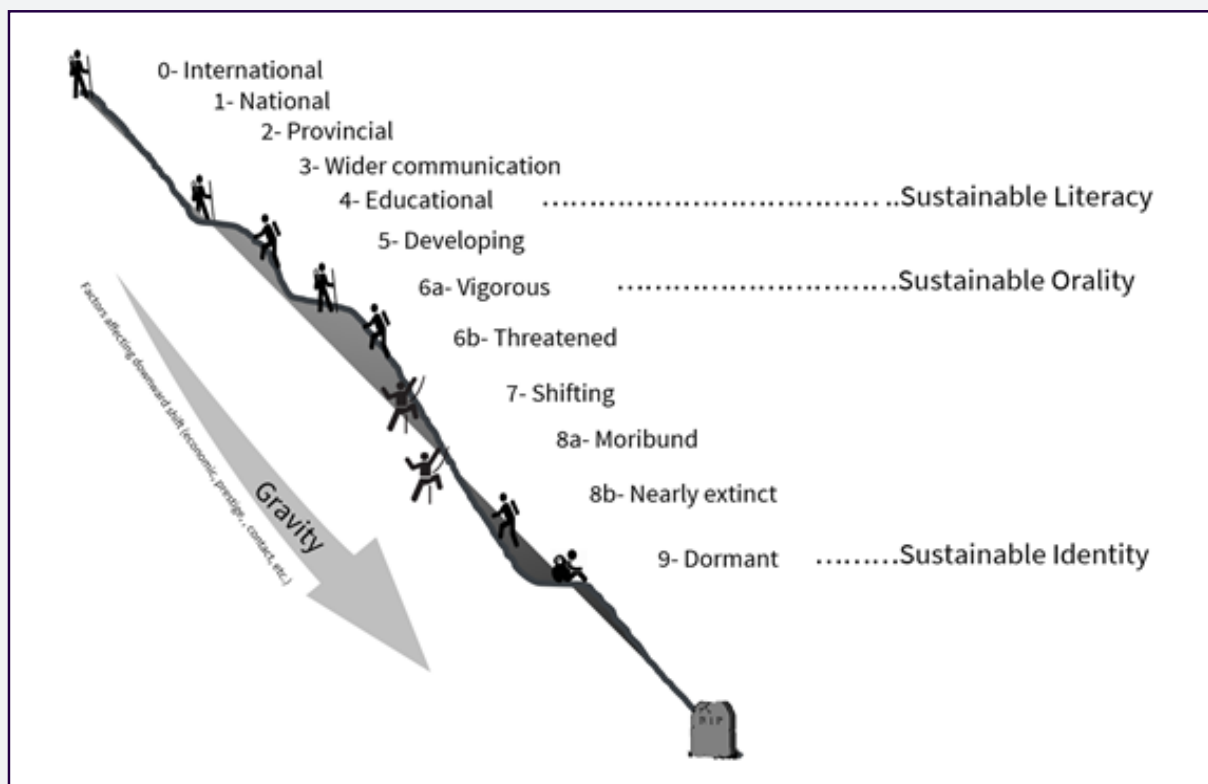 0- International
1- National
2- Provincial
3- Wider communication
4- Educational ........................................ ..Sustainable Literacy
5- Developing
6a- Vigorous ..............................Sustainable Orality
6b- Threatened
7- Shifting
8a- Moribund
8b- Nearly extinct
9- Dormant .........Sustainable Identity
Gravity
Factors affecting downward shift (economic, prestige, , contact, etc.)
RIP